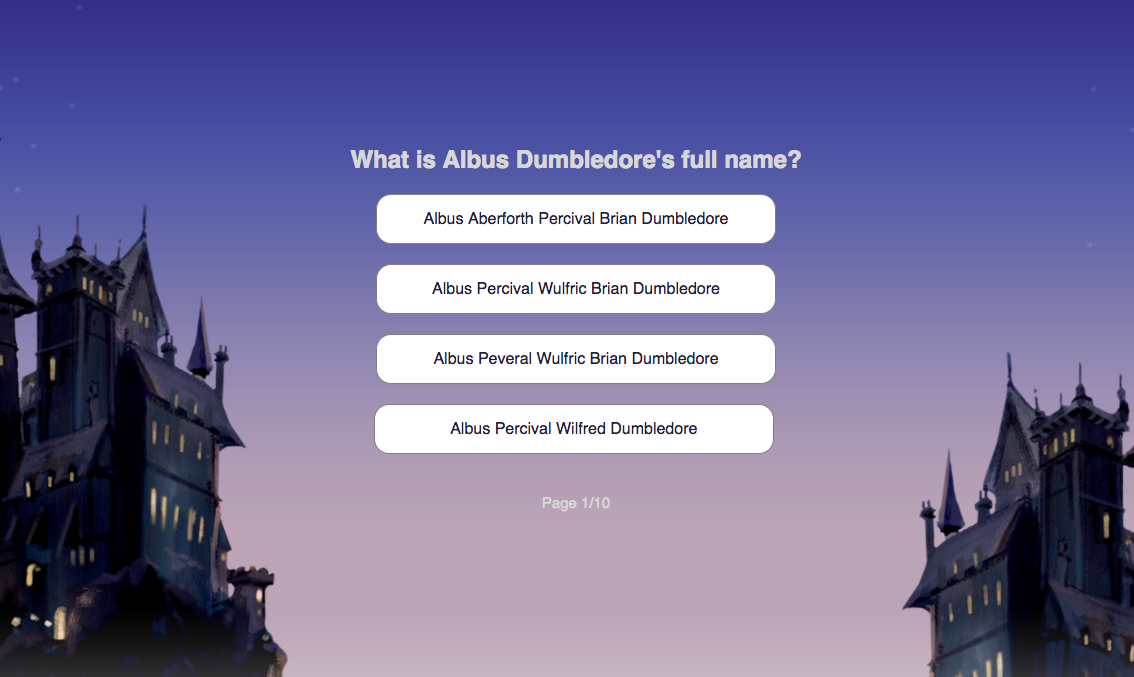 What is Albus Dumbledore's full name?
Albus Aberforth Percival Brian Dumbledore
Albus Percival Wulfric Brian Dumbledore
Albus Peveral Wulfric Brian Dumbledore
Albus Percival Wilfred Dumbledore
Page 1/10